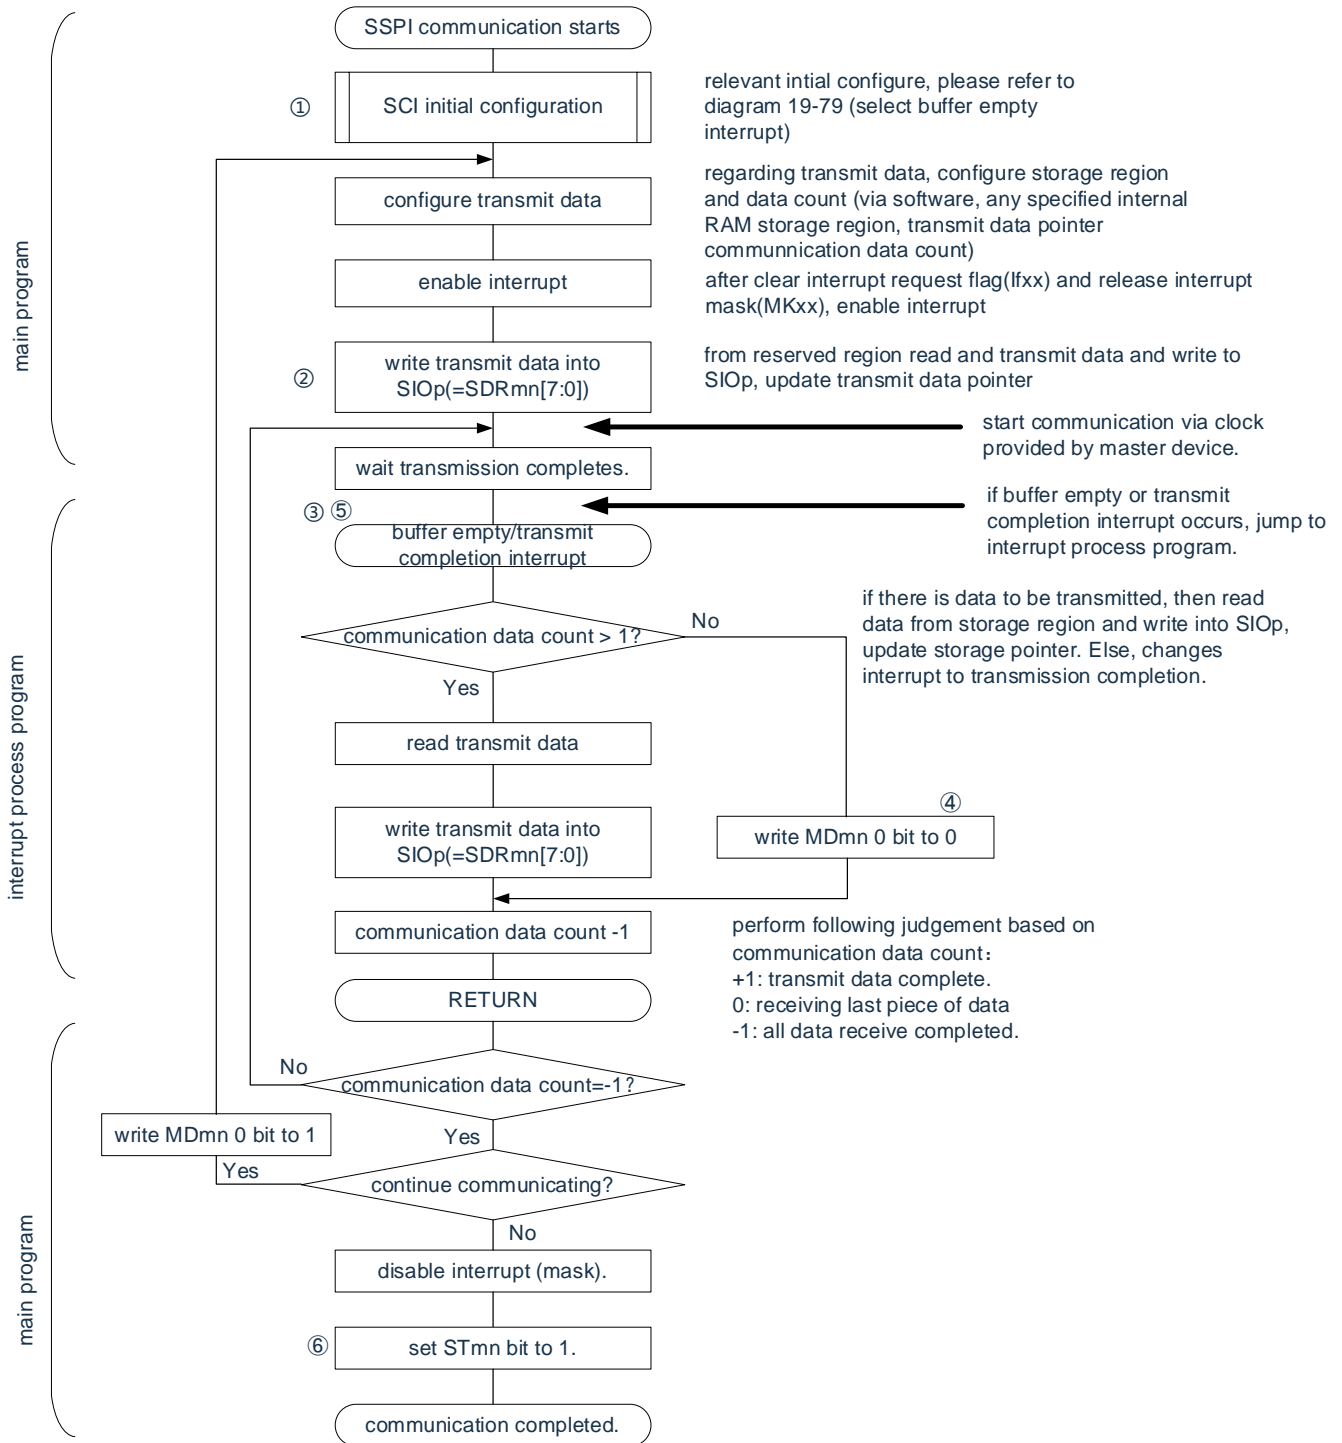 SSPI communication starts
①
SCI initial configuration
relevant intial configure, please refer to
diagram 19-79 (select buffer empty
interrupt)
configure transmit data
regarding transmit data, configure storage region
and data count (via software, any specified internal
RAM storage region, transmit data pointer
communnication data count)
main program
enable interrupt
after clear interrupt request flag(Ifxx) and release interrupt
mask(MKxx), enable interrupt
②
write transmit data into
SIOp(=SDRmn[7:0])
from reserved region read and transmit data and write to
SIOp, update transmit data pointer
start communication via clock
provided by master device.
wait transmission completes.
③ ⑤
buffer empty/transmit
completion interrupt
if buffer empty or transmit
completion interrupt occurs, jump to
interrupt process program.
communication data count > 1?
No
Yes
if there is data to be transmitted, then read
data from storage region and write into SIOp,
update storage pointer. Else, changes
interrupt to transmission completion.
interrupt process program
read transmit data
write transmit data into
SIOp(=SDRmn[7:0])
④
write MDmn 0 bit to 0
communication data count -1
perform following judgement based on
communication data count：
+1: transmit data complete.
0: receiving last piece of data
-1: all data receive completed.
RETURN
No
communication data count=-1?
Yes
write MDmn 0 bit to 1
Yes
continue communicating?
No
main program
disable interrupt (mask).
⑥
set STmn bit to 1.
communication completed.